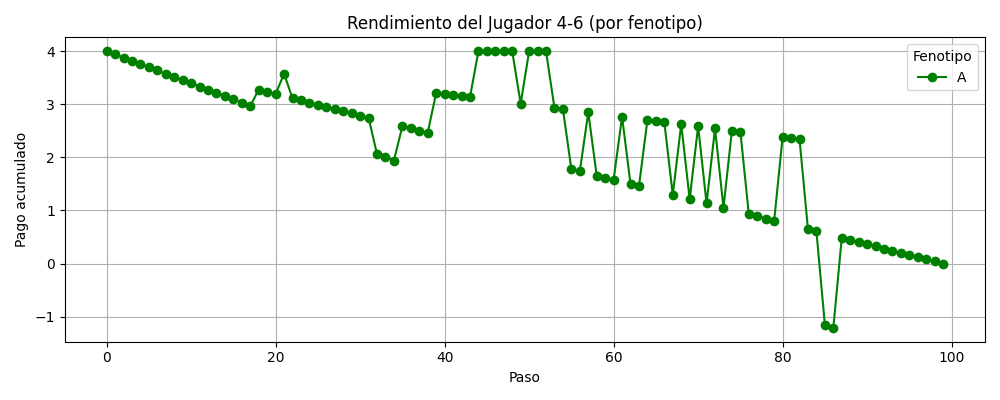 Rendimiento del Jugador 4-6 (por fenotipo)
Pago acumulado
4
3
2
1
0
−1
Fenotipo
A
0 20 40 60 80 100
Paso